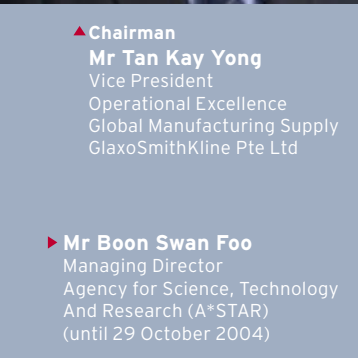 Chairman
Mr Tan Kay Yong
Vice President
Operational Excellence
Global Manufacturing Supply
GlaxoSmithKline Pte Ltd
Mr Boon Swan Foo
Managing Director
Agency for Science, Technology
And Research (A*STAR)
(until 29 October 2004)